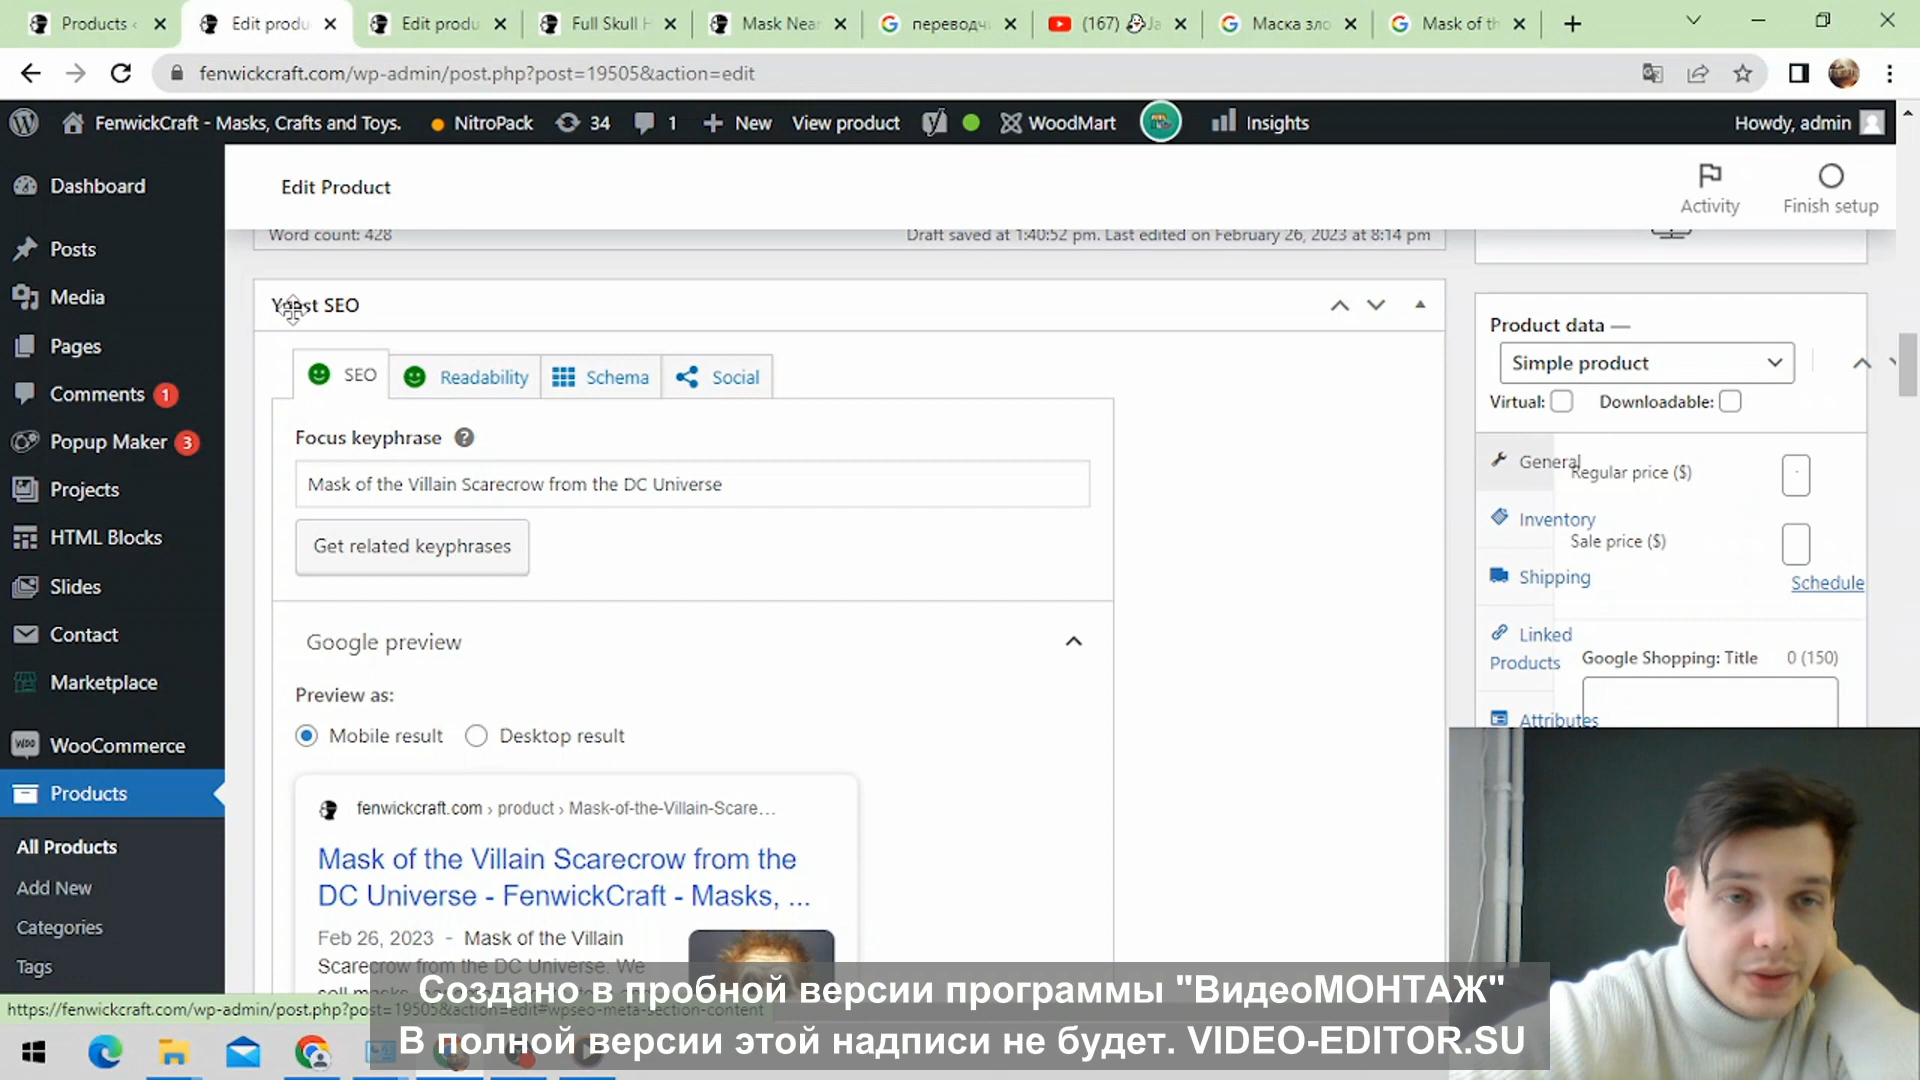 Products
Edit produ
Edit produ
Full Skull H
Mask Nea
переводч
(167)
Ja
Маска зло
Mask of th
fenwickcraft.com/wp-admin/post.php?post=19505&action=edit
FenwickCraft - Masks, Crafts and Toys.
NitroPack
34
1
New
View product
WoodMart
Insights
Howdy, admin
Dashboard
Posts
Media
Pages
Comments 1
Popup Maker 3
Projects
HTML Blocks
Slides
Contact
Marketplace
WooCommerce
Products
All Products
Add New
Categories
Tags
Edit Product
Activity
Finish setup
Word count: 428
Draft saved at 1:40:52 pm. Last edited on February 26, 2023 at 8:14 pm
Yoast SEO
SEO
Readability
Schema
Social
Focus keyphrase
Mask of the Villain Scarecrow from the DC Universe
Get related keyphrases
Google preview
Preview as:
Mobile result
Desktop result
fenwickcraft.com › product › Mask-of-the-Villain-Scare…
Mask of the Villain Scarecrow from the
DC Universe - FenwickCraft - Masks, ...
Feb 26, 2023 - Mask of the Villain
Scarecrow from the DC Universe. We
Product data —
Simple product
Virtual:
Downloadable:
General
Regular price ($)
Inventory
Sale price ($)
Shipping
Schedule
Linked
Products
Google Shopping: Title
0 (150)
Attributes
https://fenwickcraft.com/wp-admin/post.php?post=19505&action=edit#wpseo-meta-section-content
Создано в пробной версии программы "ВидеоМОНТАЖ"
В полной версии этой надписи не будет. VIDEO-EDITOR.SU